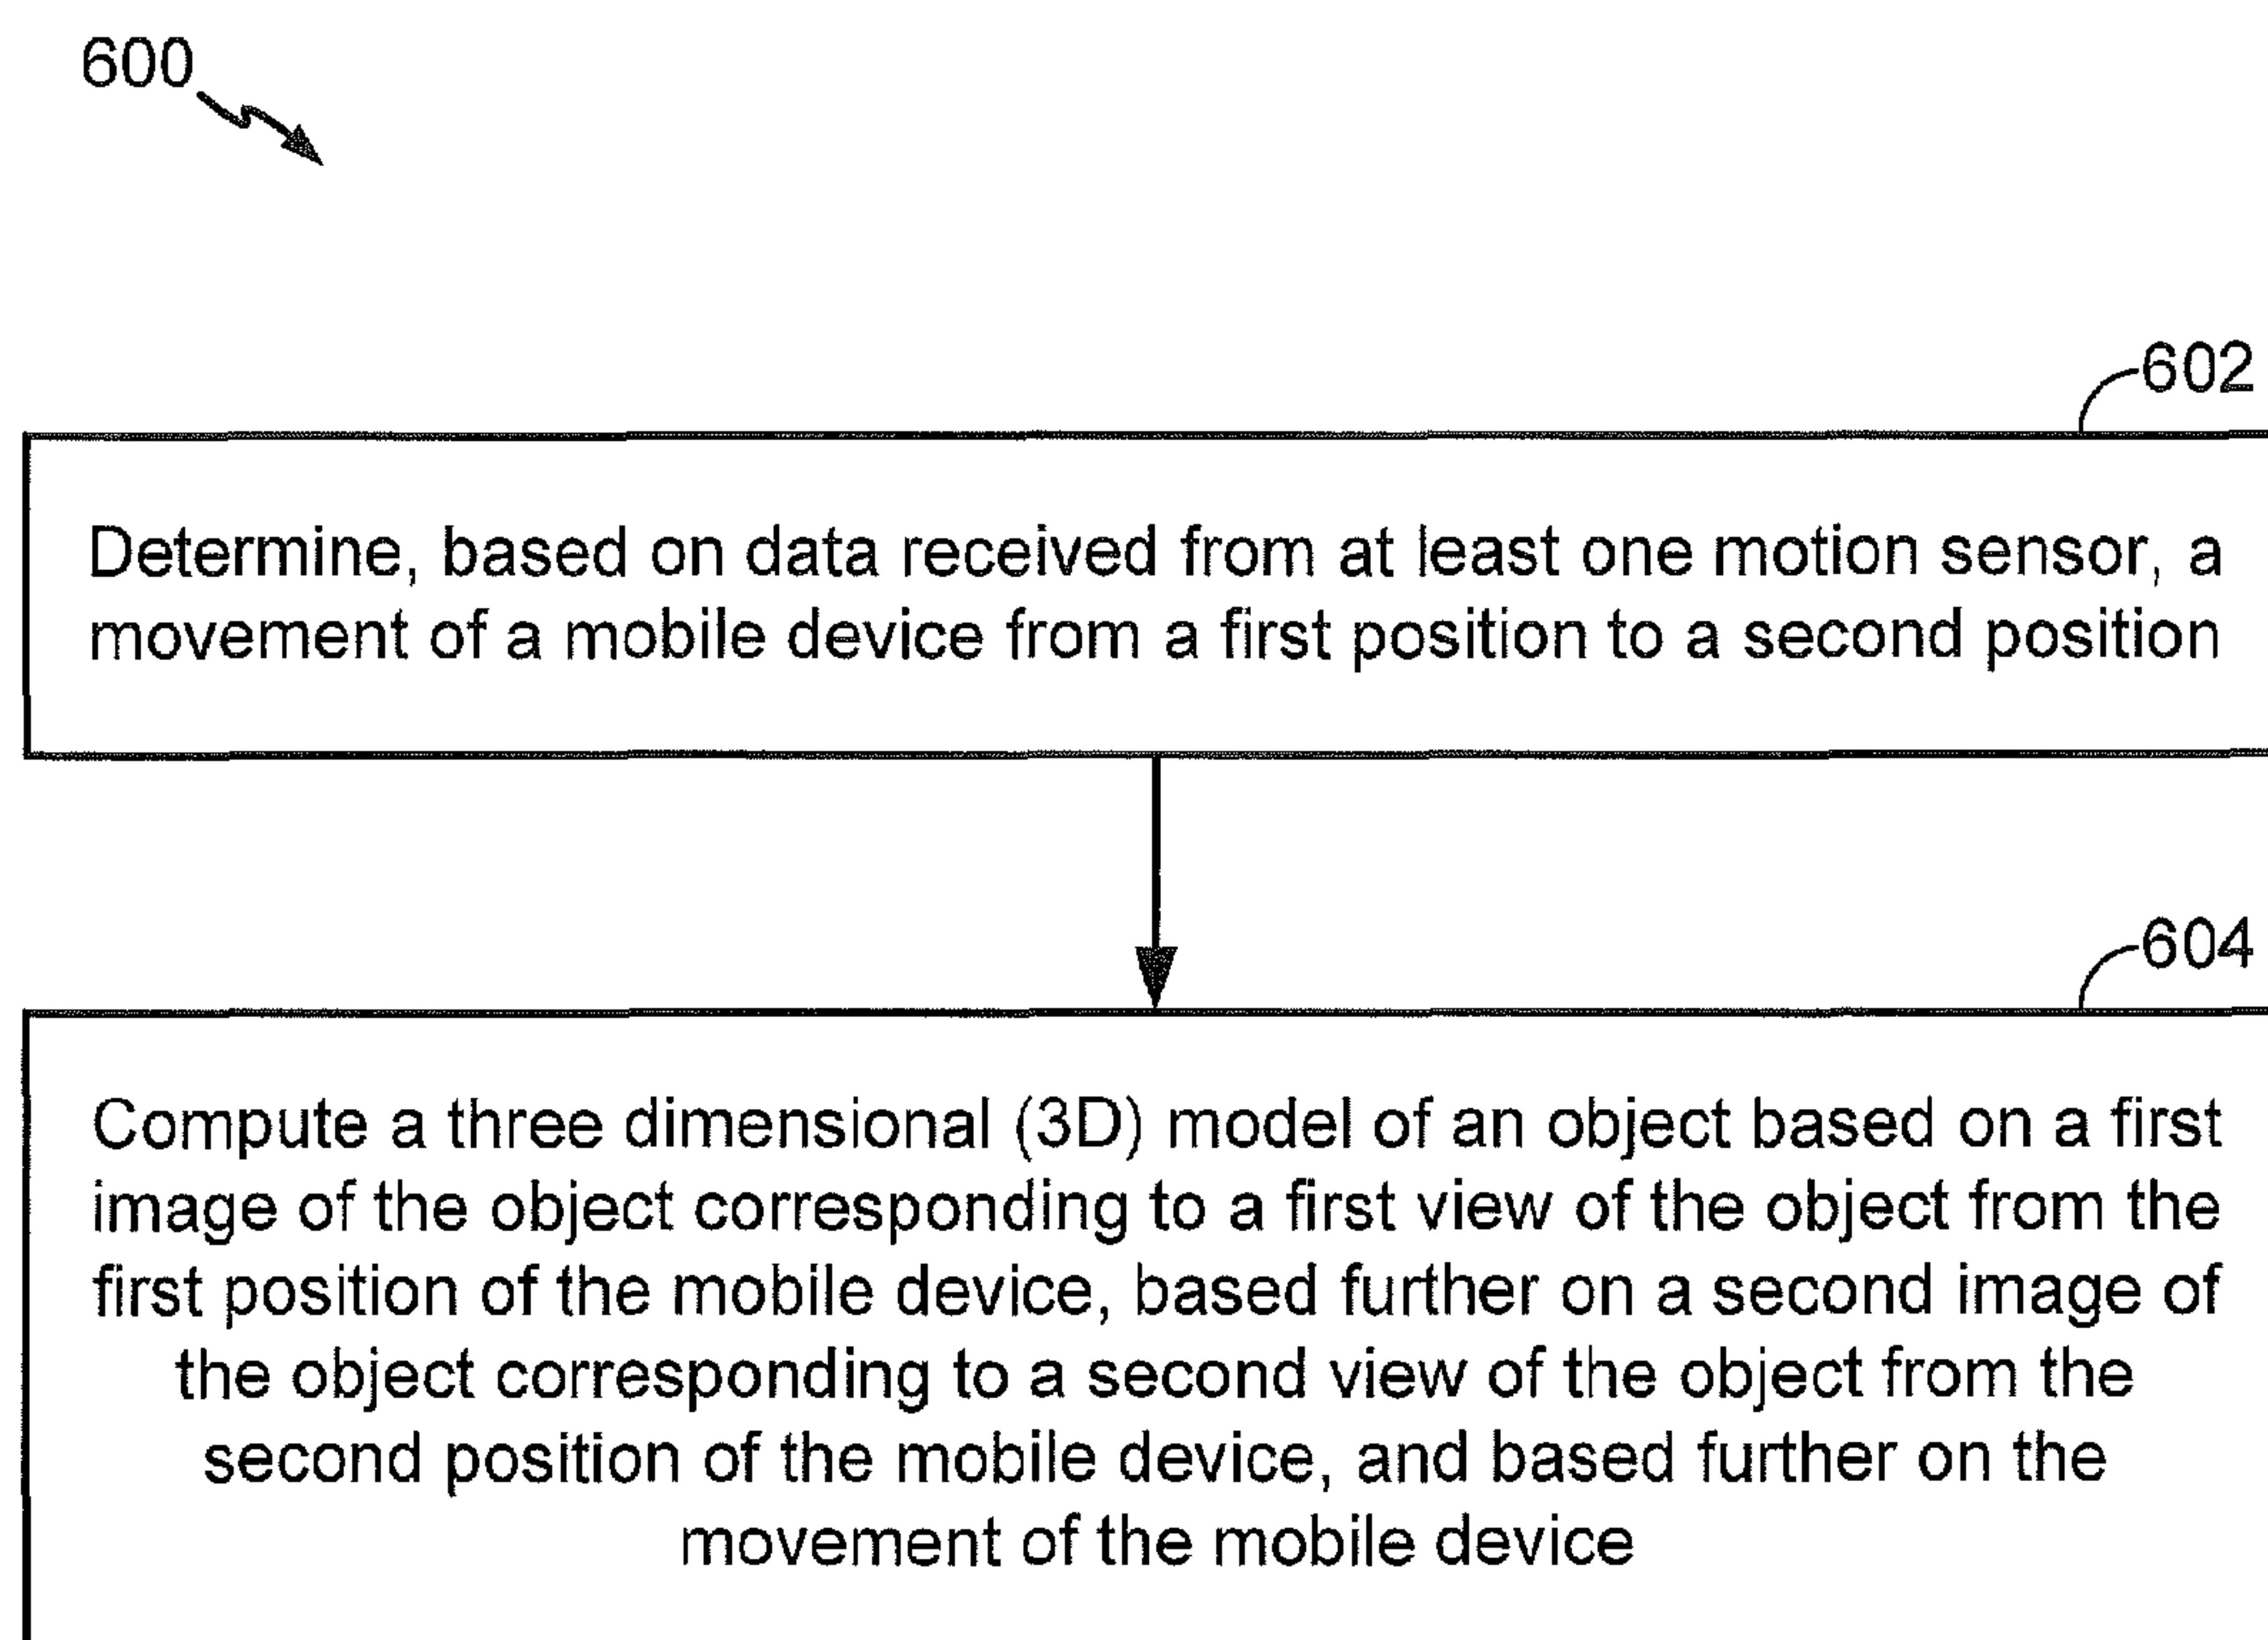 600
602
Determine, based on data received from at least one motion sensor, a
movement of a mobile device from a first position to a second position
604
Compute a three dimensional (3D) model of an object based on a first
image of the object corresponding to a first view of the object from the
first position of the mobile device, based further on a second image of
the object corresponding to a second view of the object from the
second position of the mobile device, and based further on the
movement of the mobile device